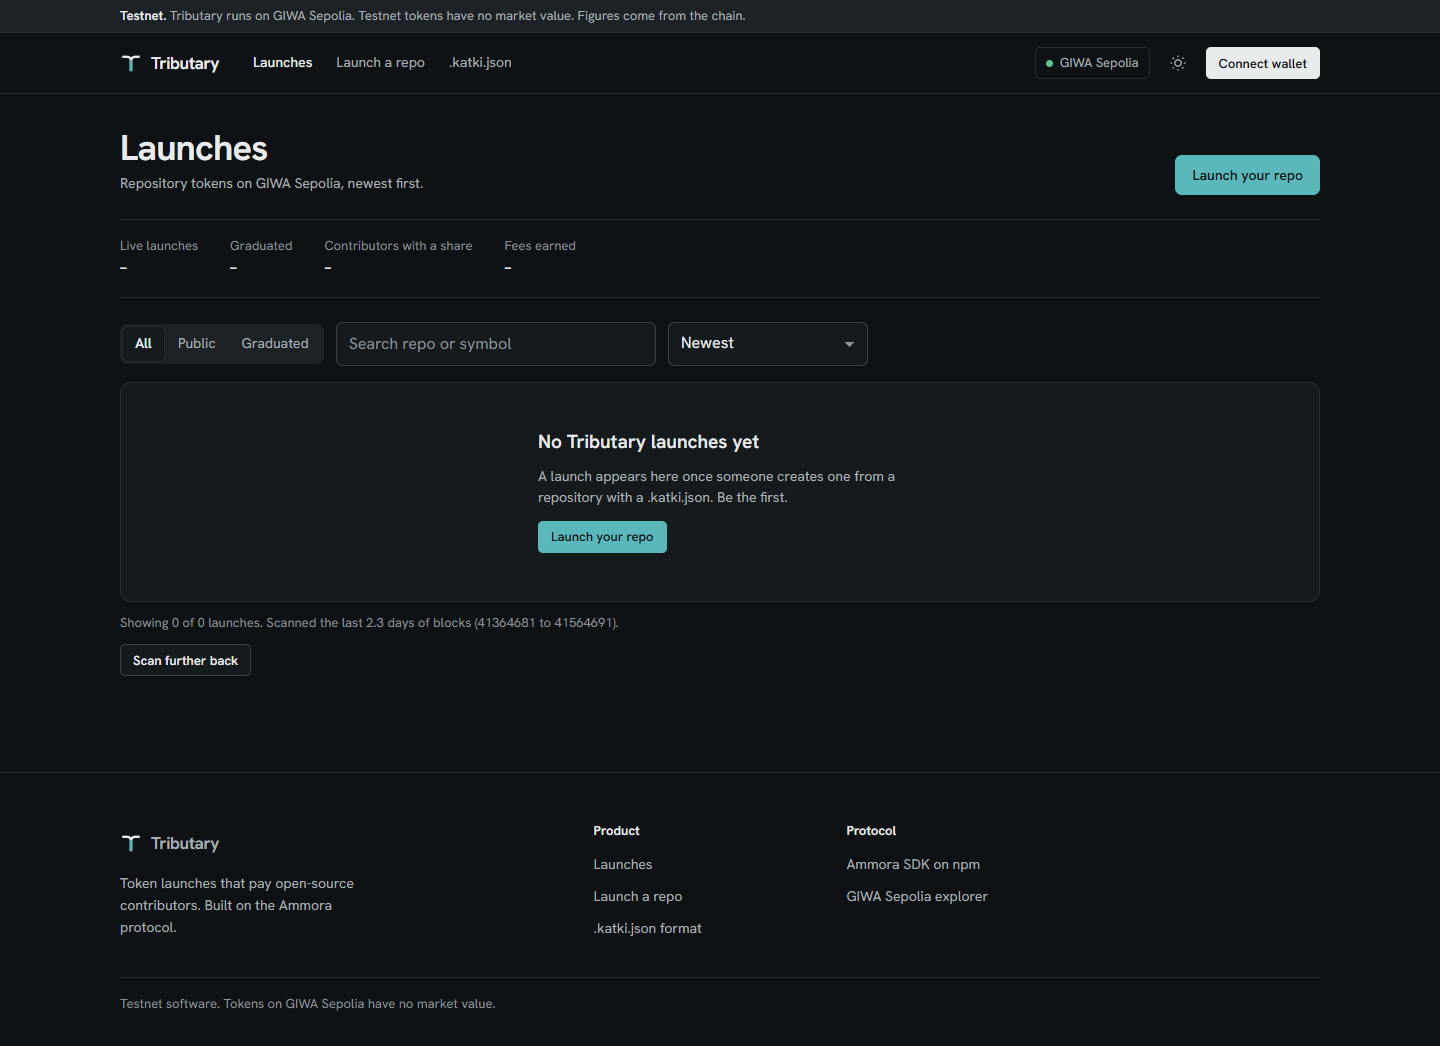 Testnet. Tributary runs on GIWA Sepolia. Testnet tokens have no market value. Figures come from the chain.
Tributary
Launches
Launch a repo
.katki.json
GIWA Sepolia
Connect wallet
Launches
Repository tokens on GIWA Sepolia, newest first.
Launch your repo
Live launches
Graduated
Contributors with a share
Fees earned
–
–
–
–
All
Public
Graduated
Search repo or symbol
Newest
No Tributary launches yet
A launch appears here once someone creates one from a
repository with a .katki.json. Be the first.
Launch your repo
Showing 0 of 0 launches. Scanned the last 2.3 days of blocks (41364681 to 41564691).
Scan further back
Tributary
Token launches that pay open-source
contributors. Built on the Ammora
protocol.
Product
Launches
Launch a repo
.katki.json format
Protocol
Ammora SDK on npm
GIWA Sepolia explorer
Testnet software. Tokens on GIWA Sepolia have no market value.